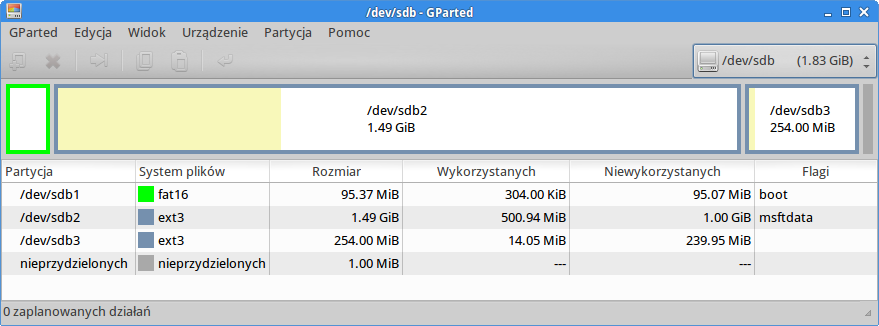 /dev/sdb - GParted
GParted Edycja Widok Urządzenie Partycja Pomoc
/dev/sdb (1.83 GiB)
/dev/sdb2
1.49 GiB
/dev/sdb3
254.00 MiB
Partycja System plików Rozmiar Wykorzystanych Niewykorzystanych Flagi
/dev/sdb1 fat16 95.37 MiB 304.00 KiB 95.07 MiB boot
/dev/sdb2 ext3 1.49 GiB 500.94 MiB 1.00 GiB msftdata
/dev/sdb3 ext3 254.00 MiB 14.05 MiB 239.95 MiB
nieprzydzielonych nieprzydzielonych 1.00 MiB --- ---
0 zaplanowanych działań